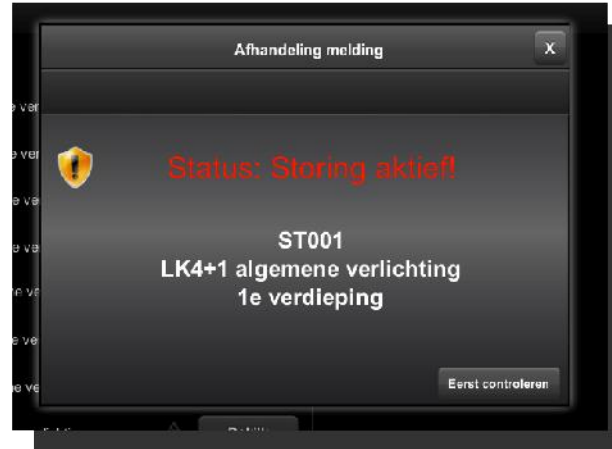 Afhandeling melding
X
Status: Storing aktief!
ST001
LK4+1 algemene verlichting
1e verdieping
Eerst controleren